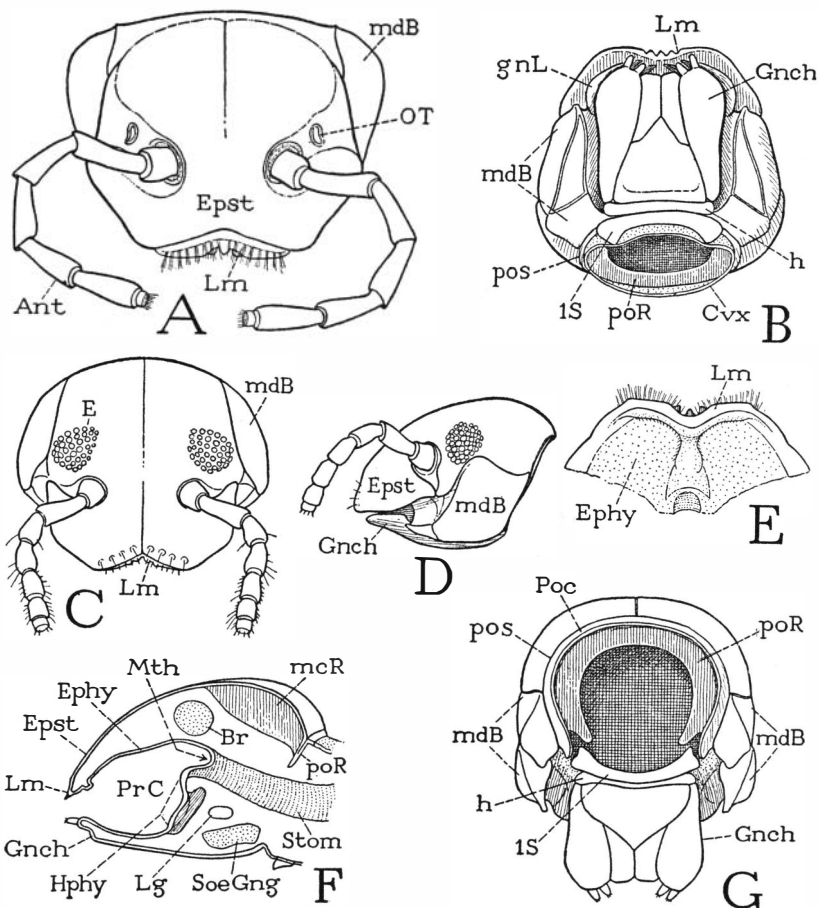 mdB
OT
Epst
Lm
Ant
A
Lm
gnL
Gnch
mdB
pos
h
1S
poR
Cvx
B
mdB
E
Lm
C
Epst
mdB
Gnch
D
Lm
Ephy
E
Mth
mcR
Ephy
Br
Epst
poR
Lm
PrC
Gnch
Stom
Hphy
Lg
SoeGng
F
Poc
pos
poR
mdB
mdB
h
1S
Gnch
G